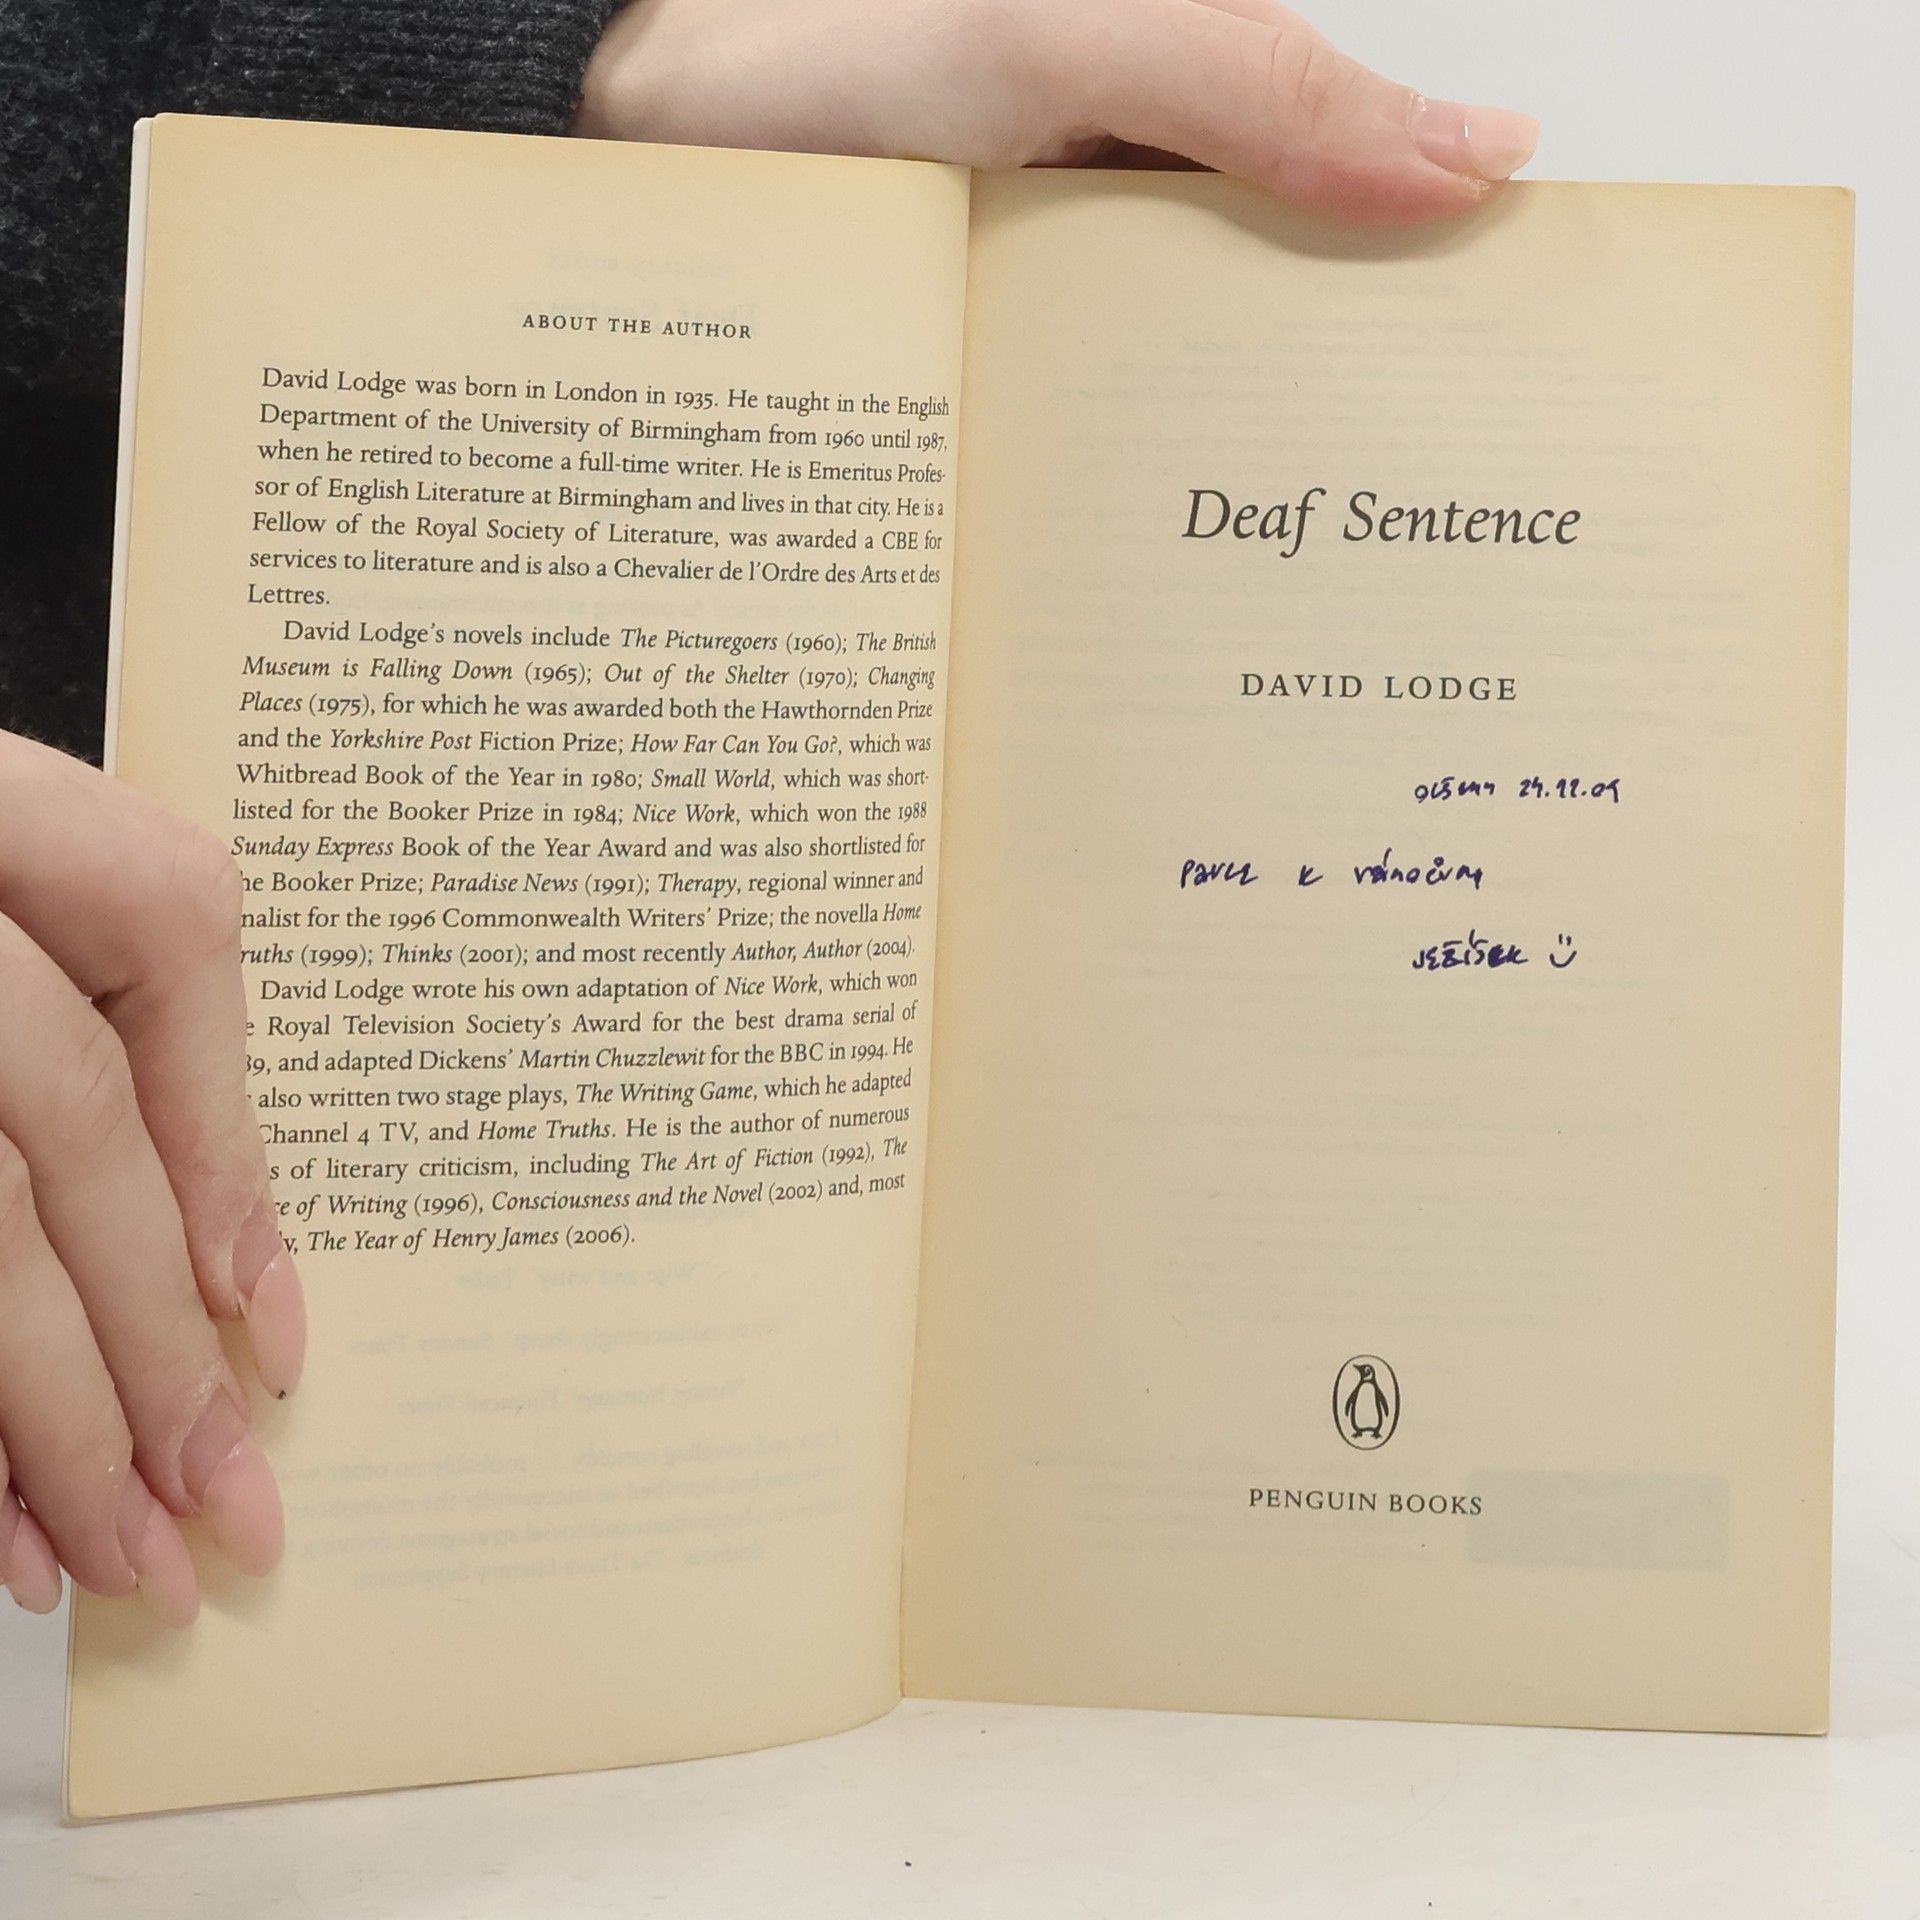 ABOUT THE AUTHOR
David Lodge was born in London in 1935. He taught in the English
Department of the University of Birmingham from 1960 until 1987,
when he retired to become a full-time writer. He is Emeritus Profes-
sor of English Literature at Birmingham and lives in that city. He is a
Fellow of the Royal Society of Literature, was awarded a CBE for
services to literature and is also a Chevalier de l'Ordre des Arts et des
Lettres.
David Lodge's novels include The Picturegoers (1960); The British
Museum is Falling Down (1965); Out of the Shelter (1970); Changing
Places (1975), for which he was awarded both the Hawthornden Prize
and the Yorkshire Post Fiction Prize; How Far Can You Go?, which was
Whitbread Book of the Year in 1980; Small World, which was short-
listed for the Booker Prize in 1984; Nice Work, which won the 1988
Sunday Express Book of the Year Award and was also shortlisted for
he Booker Prize; Paradise News (1991); Therapy, regional winner and
nalist for the 1996 Commonwealth Writers' Prize; the novella Home
ruths (1999); Thinks (2001); and most recently Author, Author (2004).
David Lodge wrote his own adaptation of Nice Work, which won
e Royal Television Society's Award for the best drama serial of
89, and adapted Dickens' Martin Chuzzlewit for the BBC in 1994. He
also written two stage plays, The Writing Game, which he adapted
Channel 4 TV, and Home Truths. He is the author of numerous
s of literary criticism, including The Art of Fiction (1992), The
ce of Writing (1996), Consciousness and the Novel (2002) and, most
ly, The Year of Henry James (2006).
Deaf Sentence
DAVID LODGE
24.12.09
k vánočům
JEŽÍŠEK
PENGUIN BOOKS